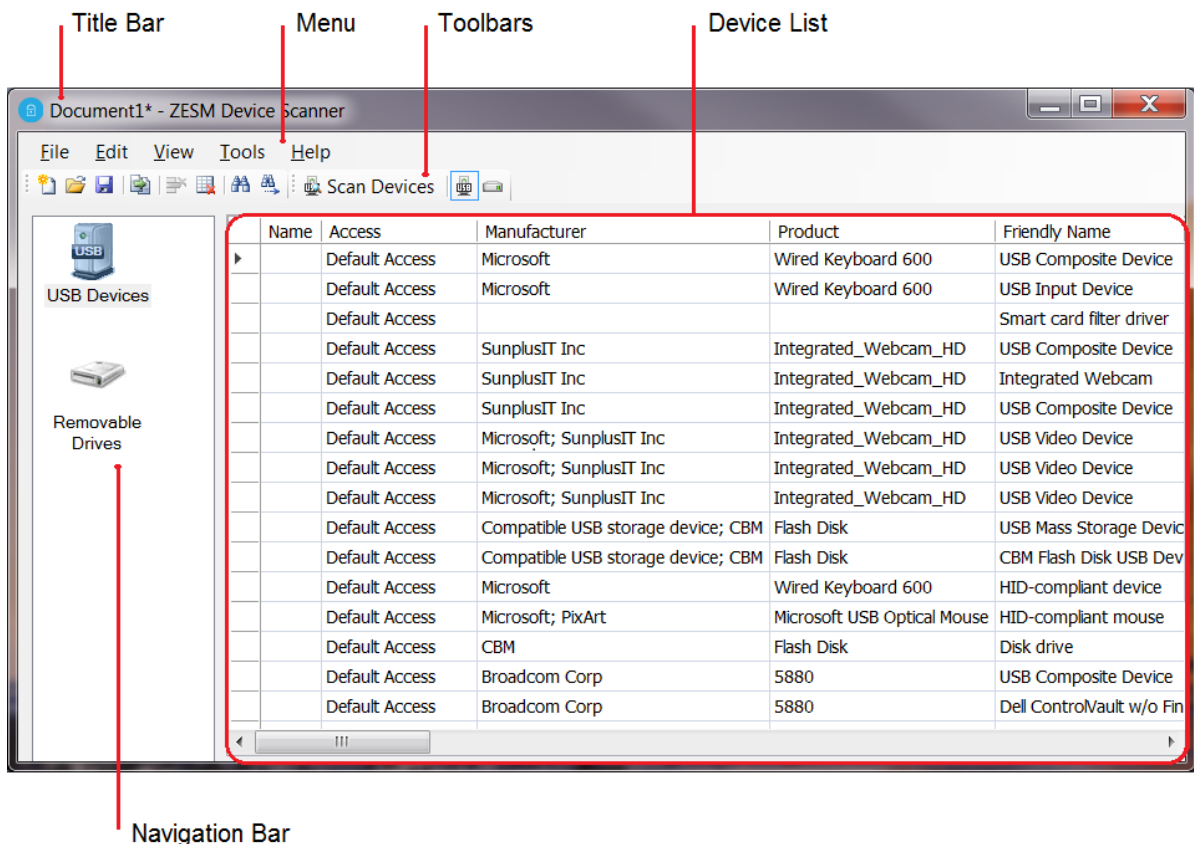 Title Bar Menu Toolbars Device List
Document1* - ZESM Device Scanner
File Edit View Tools Help
Scan Devices USB
USB
USB Devices
Removable
Drives
Name Access Manufacturer Product Friendly Name
Default Access Microsoft Wired Keyboard 600 USB Composite Device
Default Access Microsoft Wired Keyboard 600 USB Input Device
Default Access Smart card filter driver
Default Access SunplusIT Inc Integrated_Webcam_HD USB Composite Device
Default Access SunplusIT Inc Integrated_Webcam_HD Integrated Webcam
Default Access SunplusIT Inc Integrated_Webcam_HD USB Composite Device
Default Access Microsoft; SunplusIT Inc Integrated_Webcam_HD USB Video Device
Default Access Microsoft; SunplusIT Inc Integrated_Webcam_HD USB Video Device
Default Access Microsoft; SunplusIT Inc Integrated_Webcam_HD USB Video Device
Default Access Compatible USB storage device; CBM Flash Disk USB Mass Storage Devic
Default Access Compatible USB storage device; CBM Flash Disk CBM Flash Disk USB Dev
Default Access Microsoft Wired Keyboard 600 HID-compliant device
Default Access Microsoft; PixArt Microsoft USB Optical Mouse HID-compliant mouse
Default Access CBM Flash Disk Disk drive
Default Access Broadcom Corp 5880 USB Composite Device
Default Access Broadcom Corp 5880 Dell ControlVault w/o Fin
Navigation Bar